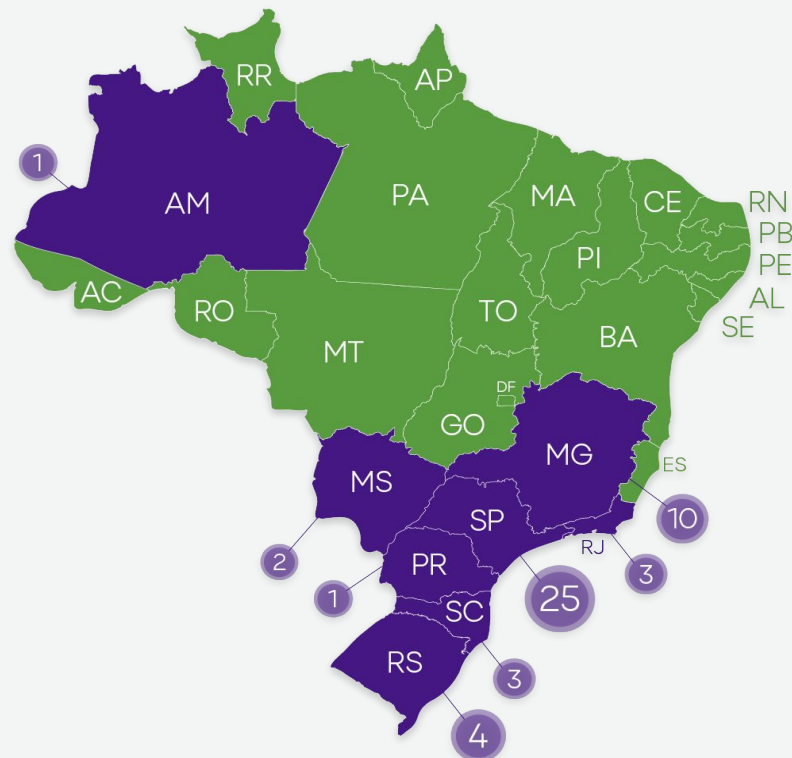 RR
AP
1
AM
PA
MA
CE
RN
PB
PI
PE
AC
RO
TO
AL
SE
MT
BA
DF
GO
MG
ES
MS
SP
10
RJ
2
PR
3
1
25
SC
RS
3
4